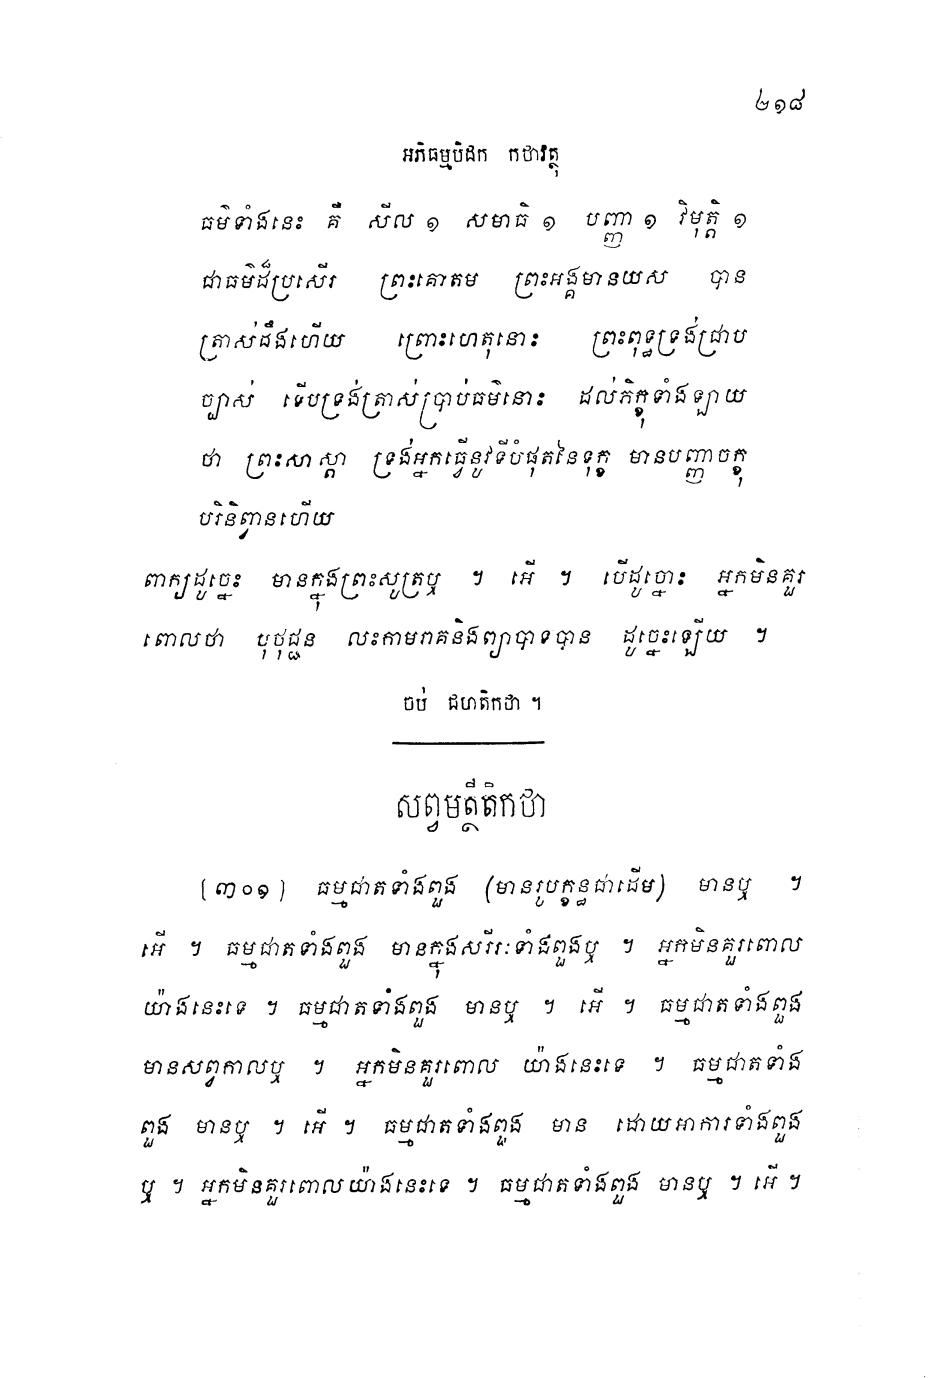 ២១៨
អភិធម្មបិដក កថាវត្ថុ
ធម៌ទាំងនេះ គឺ សីល ១ សមាធិ ១ បញ្ញា ១ វិមុត្តិ ១
ជាធម៌ដ៏ប្រសើរ ព្រះគោតម ព្រះអង្គមានយស បាន
ត្រាស់ដឹងហើយ ព្រោះហេតុនោះ ព្រះពុទ្ធទ្រង់ជ្រាប
ច្បាស់ ទើបទ្រង់ត្រាស់ប្រាប់ធម៌នោះ ដល់ភិក្ខុទាំងឡាយ
ថា ព្រះសាស្តា ទ្រង់អ្នកធ្វើនូវទីបំផុតនៃទុក្ខ មានបញ្ញាចក្ខុ
បរិនិព្វានហើយ
ពាក្យដូច្នេះ មានក្នុងព្រះសូត្រឬ ។ អើ ។ បើដូច្នោះ អ្នកមិនគួរ
ពោលថា បុថុជ្ជន លះកាមរាគនិងព្យាបាទបាន ដូច្នេះឡើយ ។
ចប់ ជហតិកថា ។
សព្វមត្ថីតិកថា
[៣០១] ធម្មជាតទាំងពួង (មានរូបក្ខន្ធជាដើម) មានឬ ។
អើ ។ ធម្មជាតទាំងពួង មានក្នុងសរីរៈទាំងពួងឬ ។ អ្នកមិនគួរពោល
យ៉ាងនេះទេ ។ ធម្មជាតទាំងពួង មានឬ ។ អើ ។ ធម្មជាតទាំងពួង
មានសព្វកាលឬ ។ អ្នកមិនគួរពោល យ៉ាងនេះទេ ។ ធម្មជាតទាំង
ពួង មានឬ ។ អើ ។ ធម្មជាតទាំងពួង មាន ដោយអាការទាំងពួង
ឬ ។ អ្នកមិនគួរពោលយ៉ាងនេះទេ ។ ធម្មជាតទាំងពួង មានឬ ។ អើ ។